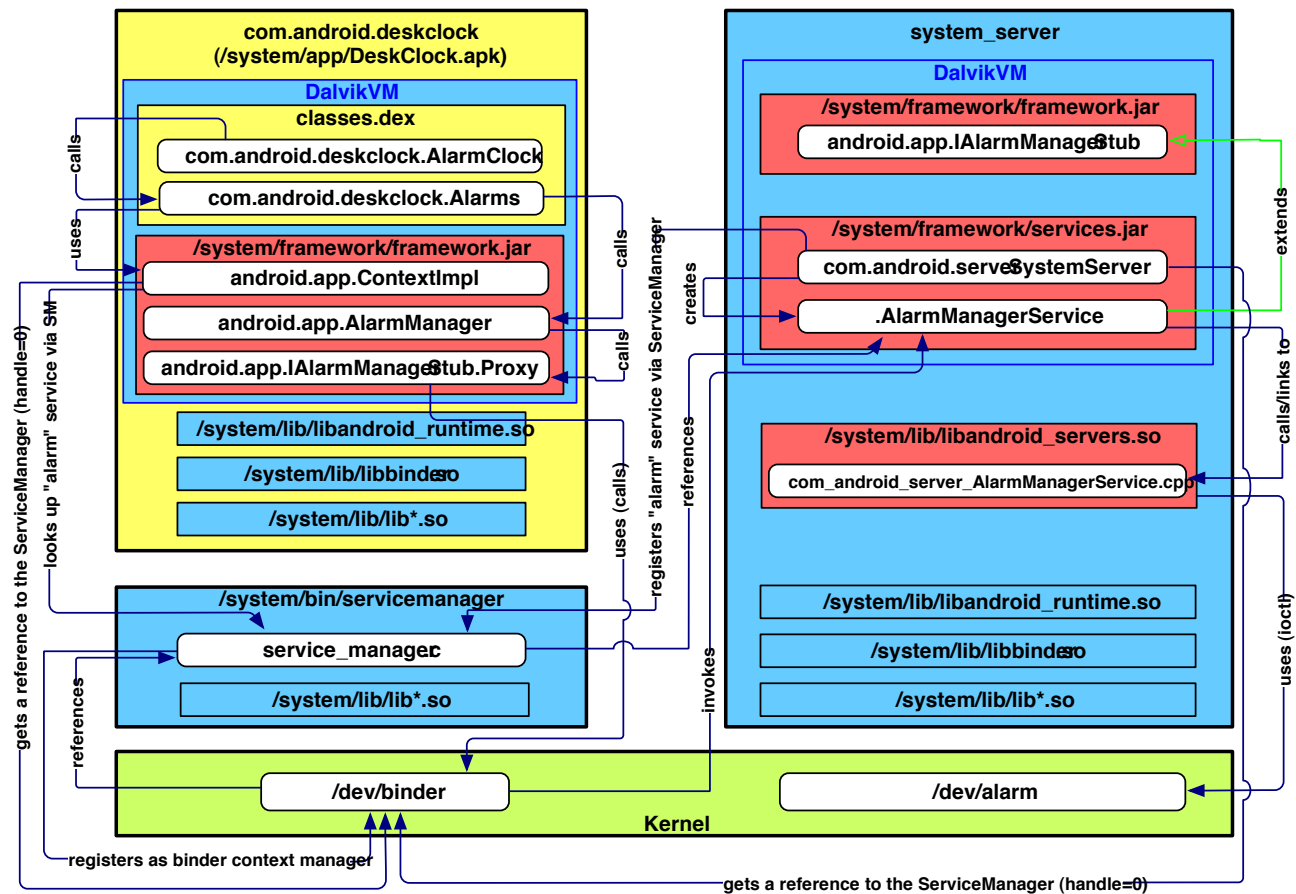 com.android.deskclock
(/system/app/DeskClock.apk)
DalvikVM
classes.dex
com.android.deskclock.AlarmClock
com.android.deskclock.Alarms
calls
uses
calls
/system/framework/framework.jar
android.app.ContextImpl
android.app.AlarmManager
android.app.IAlarmManagerStub.Proxy
calls
/system/lib/libandroid_runtime.so
/system/lib/libbinder.so
/system/lib/lib*.so
gets a reference to the ServiceManager (handle=0)
looks up "alarm" service via SM
uses (calls)
registers "alarm" service via ServiceManager
/system/bin/servicemanager
service_manager.c
/system/lib/lib*.so
references
references
invokes
system_server
DalvikVM
/system/framework/framework.jar
android.app.IAlarmManagerStub
extends
/system/framework/services.jar
com.android.server.SystemServer
.AlarmManagerService
creates
calls/links to
/system/lib/libandroid_servers.so
com_android_server_AlarmManagerService.cpp
/system/lib/libandroid_runtime.so
/system/lib/libbinder.so
/system/lib/lib*.so
uses (ioctl)
/dev/binder
/dev/alarm
Kernel
registers as binder context manager
gets a reference to the ServiceManager (handle=0)